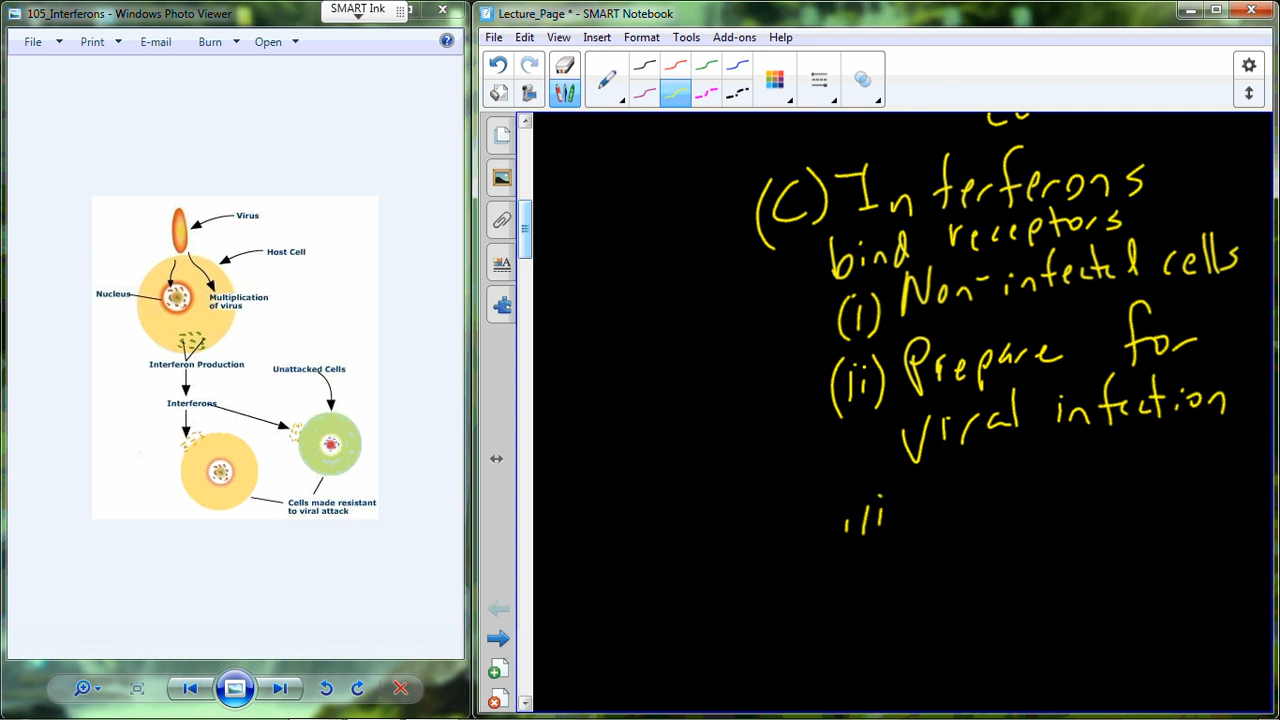 105_Interferons - Windows Photo Viewer
SMART Ink
File Print E-mail Burn Open
Virus
Host Cell
Nucleus
Multiplication
of virus
Interferon Production
Unattacked Cells
Interferons
Cells made resistant
to viral attack
Lecture_Page * - SMART Notebook
File Edit View Insert Format Tools Add-ons Help
(C) Interferons
bind receptors
(i) Non-infected cells
(ii) Prepare for
viral infection
iii